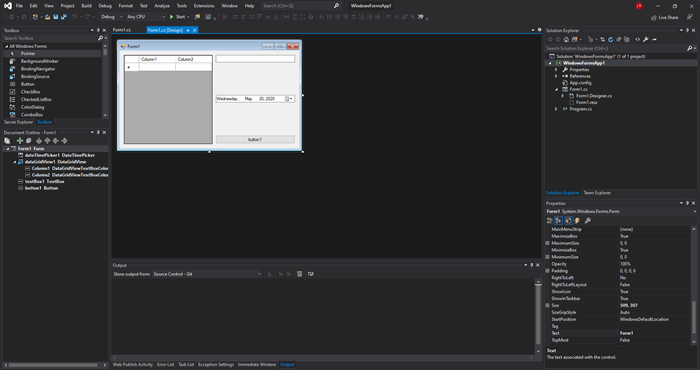 File Edit View Project Build Debug Format Test Analyze Tools Extensions Window Help Search (Ctrl+Q) WindowsFormsApp1
Debug Any CPU Start Live Share
Toolbox
Search Toolbox
All Windows Forms
Pointer
BackgroundWorker
BindingNavigator
BindingSource
Button
CheckBox
CheckedListBox
ColorDialog
ComboBox
Server Explorer Toolbox
Document Outline - Form1
Form1 Form
dateTimePicker1 DateTimePicker
dataGridView1 DataGridView
Column1 DataGridViewTextBoxColu
Column2 DataGridViewTextBoxColu
textBox1 TextBox
button1 Button
Form1.cs Form1.cs [Design]
Form1
Column1 Column2
Wednesday, May 20, 2020
button1
Output
Show output from: Source Control - Git
Web Publish Activity Error List Task List Exception Settings Immediate Window Output
Solution Explorer
Search Solution Explorer (Ctrl+;)
Solution 'WindowsFormsApp1' (1 of 1 project)
WindowsFormsApp1
Properties
References
App.config
Form1.cs
Form1.Designer.cs
Form1.resx
Program.cs
Solution Explorer Team Explorer
Properties
Form1 System.Windows.Forms.Form
MainMenuStrip (none)
MaximizeBox True
MaximumSize 0, 0
MinimizeBox True
MinimumSize 0, 0
Opacity 100%
Padding 0, 0, 0, 0
RightToLeft No
RightToLeftLayout False
ShowIcon True
ShowInTaskbar True
Size 509, 307
SizeGripStyle Auto
StartPosition WindowsDefaultLocation
Tag
Text Form1
TopMost False
Text
The text associated with the control.